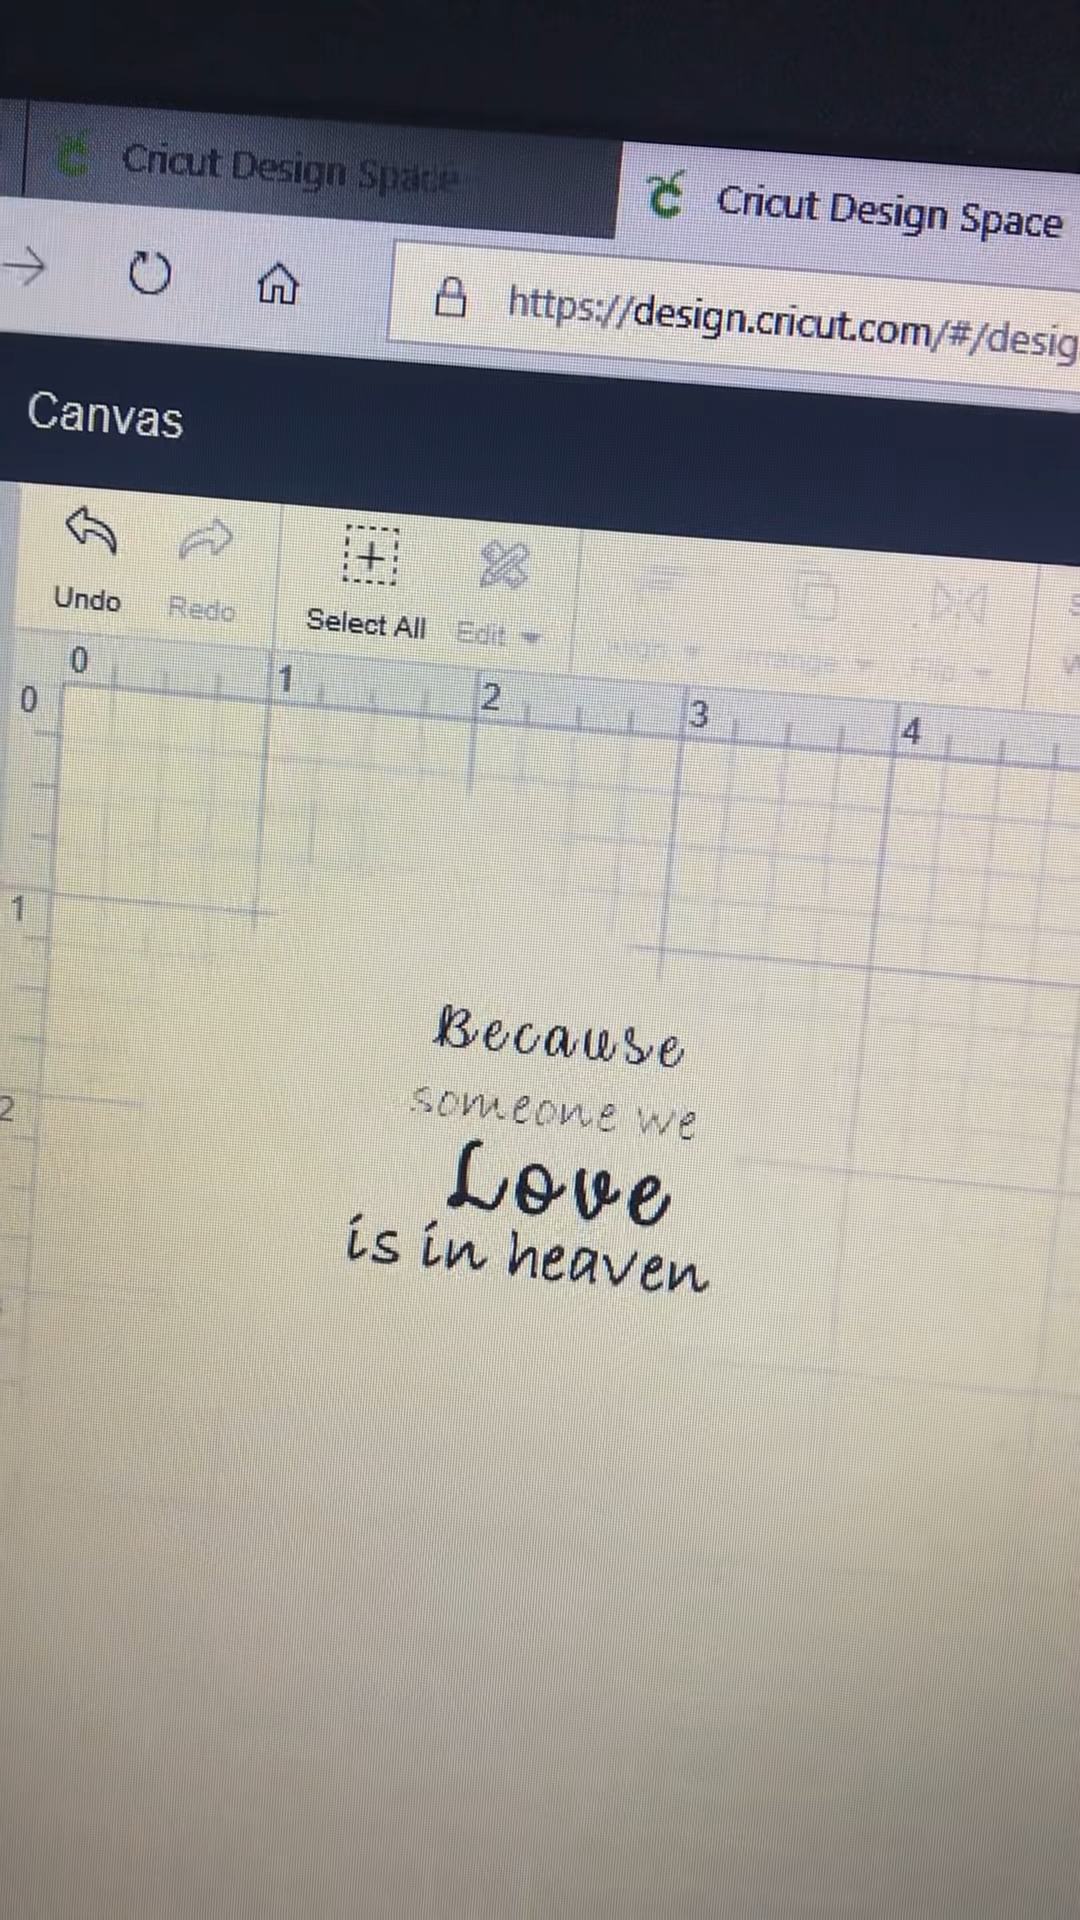 Cricut Design Space
Cricut Design Space
https://design.cricut.com/#/desig
Canvas
Undo
Redo
Select All
Edit
0
1
2
3
4
0
1
2
Because
someone we
Love
is in heaven